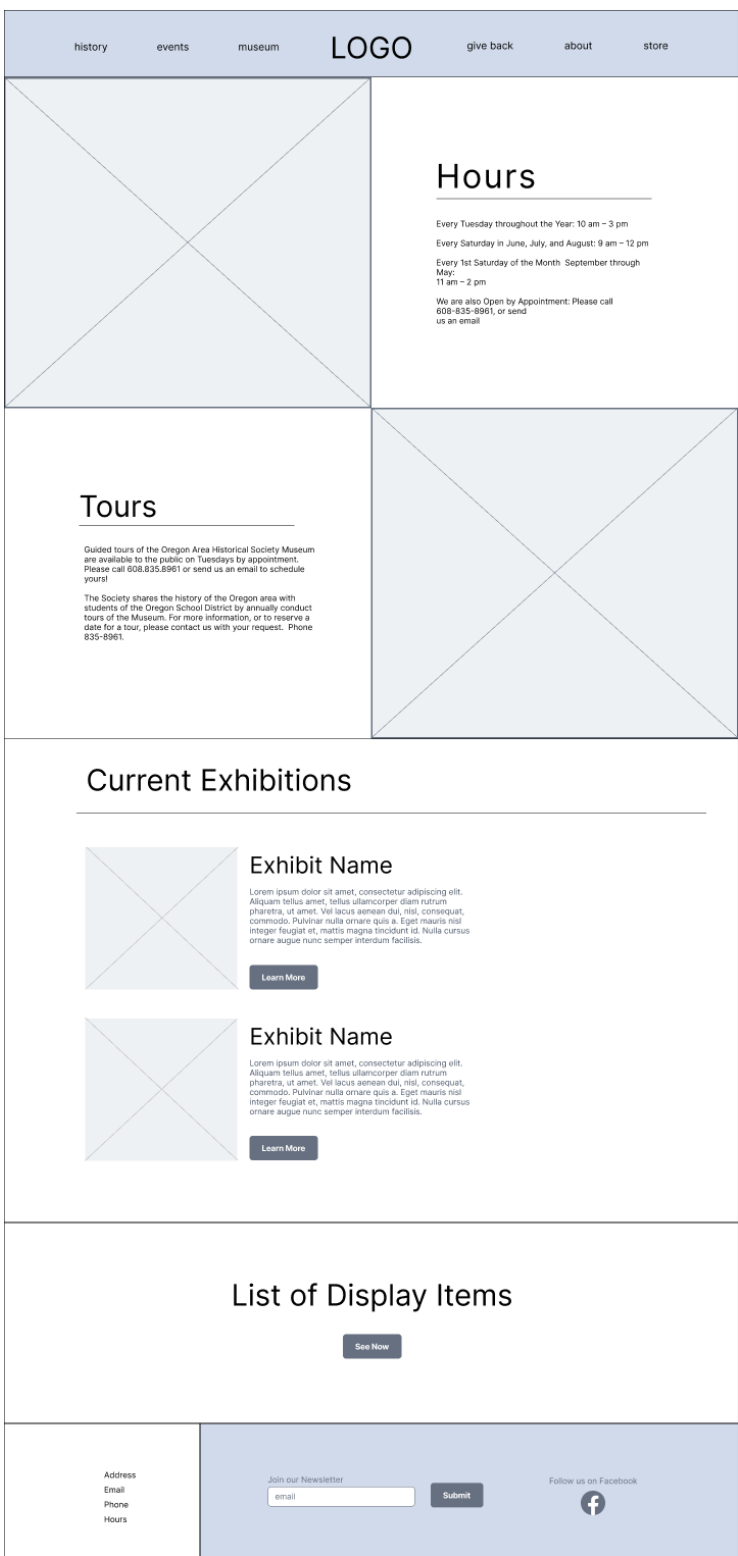 history events museum LOGO give back about store
Hours
Every Tuesday throughout the Year: 10 am – 3 pm
Every Saturday in June, July, and August: 9 am – 12 pm
Every 1st Saturday of the Month September through
May:
11 am – 2 pm
We are also Open by Appointment: Please call
608-835-8961, or send
us an email
Tours
Guided tours of the Oregon Area Historical Society Museum
are available to the public on Tuesdays by appointment.
Please call 608.835.8961 or send us an email to schedule
yours!
The Society shares the history of the Oregon area with
students of the Oregon School District by annually conduct
tours of the Museum. For more information, or to reserve a
date for a tour, please contact us with your request. Phone
835-8961.
Current Exhibitions
Exhibit Name
Lorem ipsum dolor sit amet, consectetur adipiscing elit.
Aliquam tempus amet, tellus ullamcorper diam rutrum
pharetra, ut amet. Vel lacus aenean dui, nisl, consequat,
commodo. Pulvinar nulla ornare quis a. Eget mauris nisl
integer feugiat et, mattis magna tincidunt id. Nulla cursus
ornare augue nunc semper interdum facilisis.
Learn More
Exhibit Name
Lorem ipsum dolor sit amet, consectetur adipiscing elit.
Aliquam tempus amet, tellus ullamcorper diam rutrum
pharetra, ut amet. Vel lacus aenean dui, nisl, consequat,
commodo. Pulvinar nulla ornare quis a. Eget mauris nisl
integer feugiat et, mattis magna tincidunt id. Nulla cursus
ornare augue nunc semper interdum facilisis.
Learn More
List of Display Items
See Now
Address
Email
Phone
Hours
Join our Newsletter
email
Submit
Follow us on Facebook